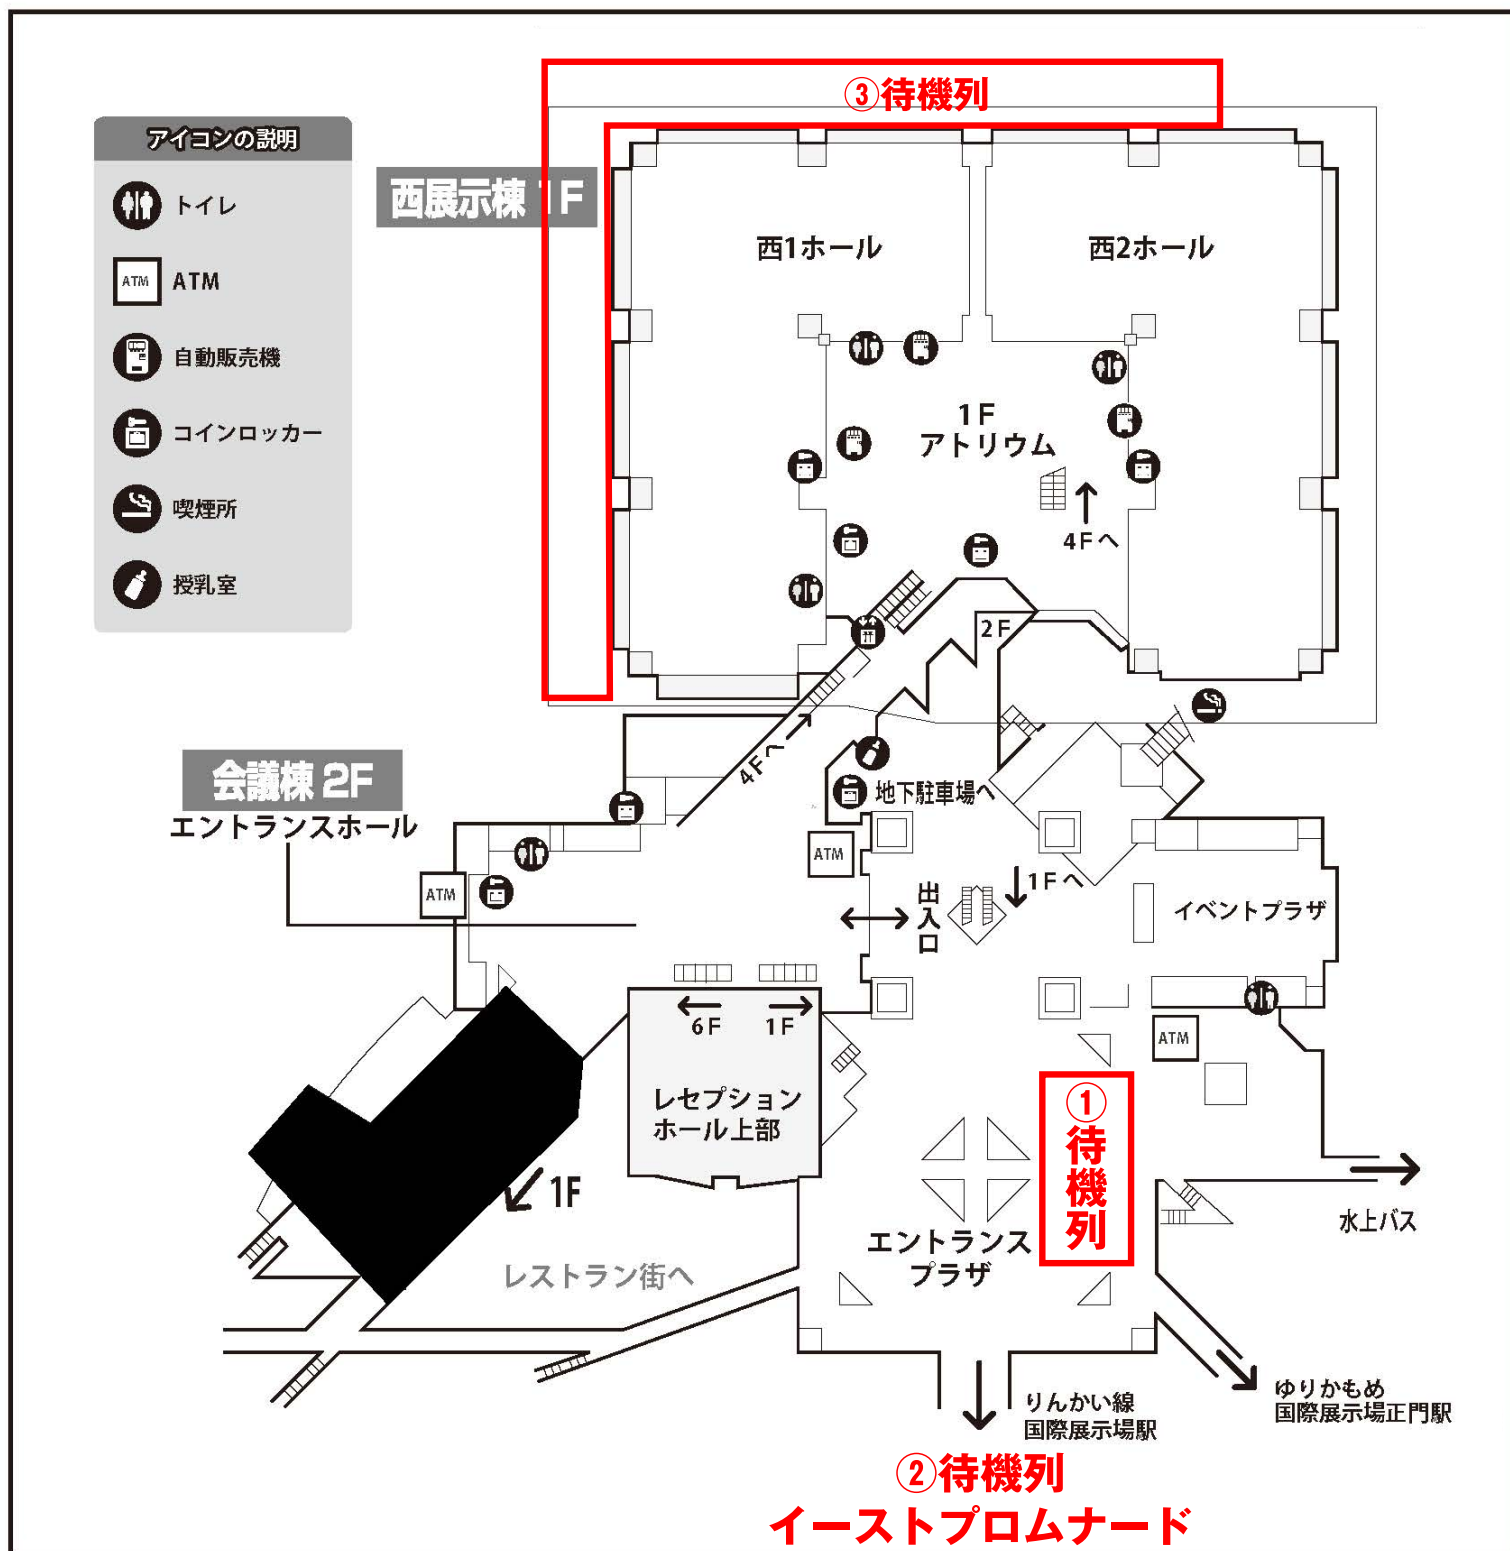 ③待機列
アイコンの説明
トイレ
ATM
ATM
自動販売機
コインロッカー
喫煙所
授乳室
西展示棟 1F
西1ホール
西2ホール
1F
アトリウム
4Fへ
2F
4Fへ
会議棟 2F
エントランスホール
地下駐車場へ
ATM
ATM
出入口
1Fへ
イベントプラザ
6F
1F
ATM
レセプション
ホール上部
①待機列
1F
エントランス
プラザ
水上バス
レストラン街へ
りんかい線
国際展示場駅
ゆりかもめ
国際展示場正門駅
②待機列
イーストプロムナード